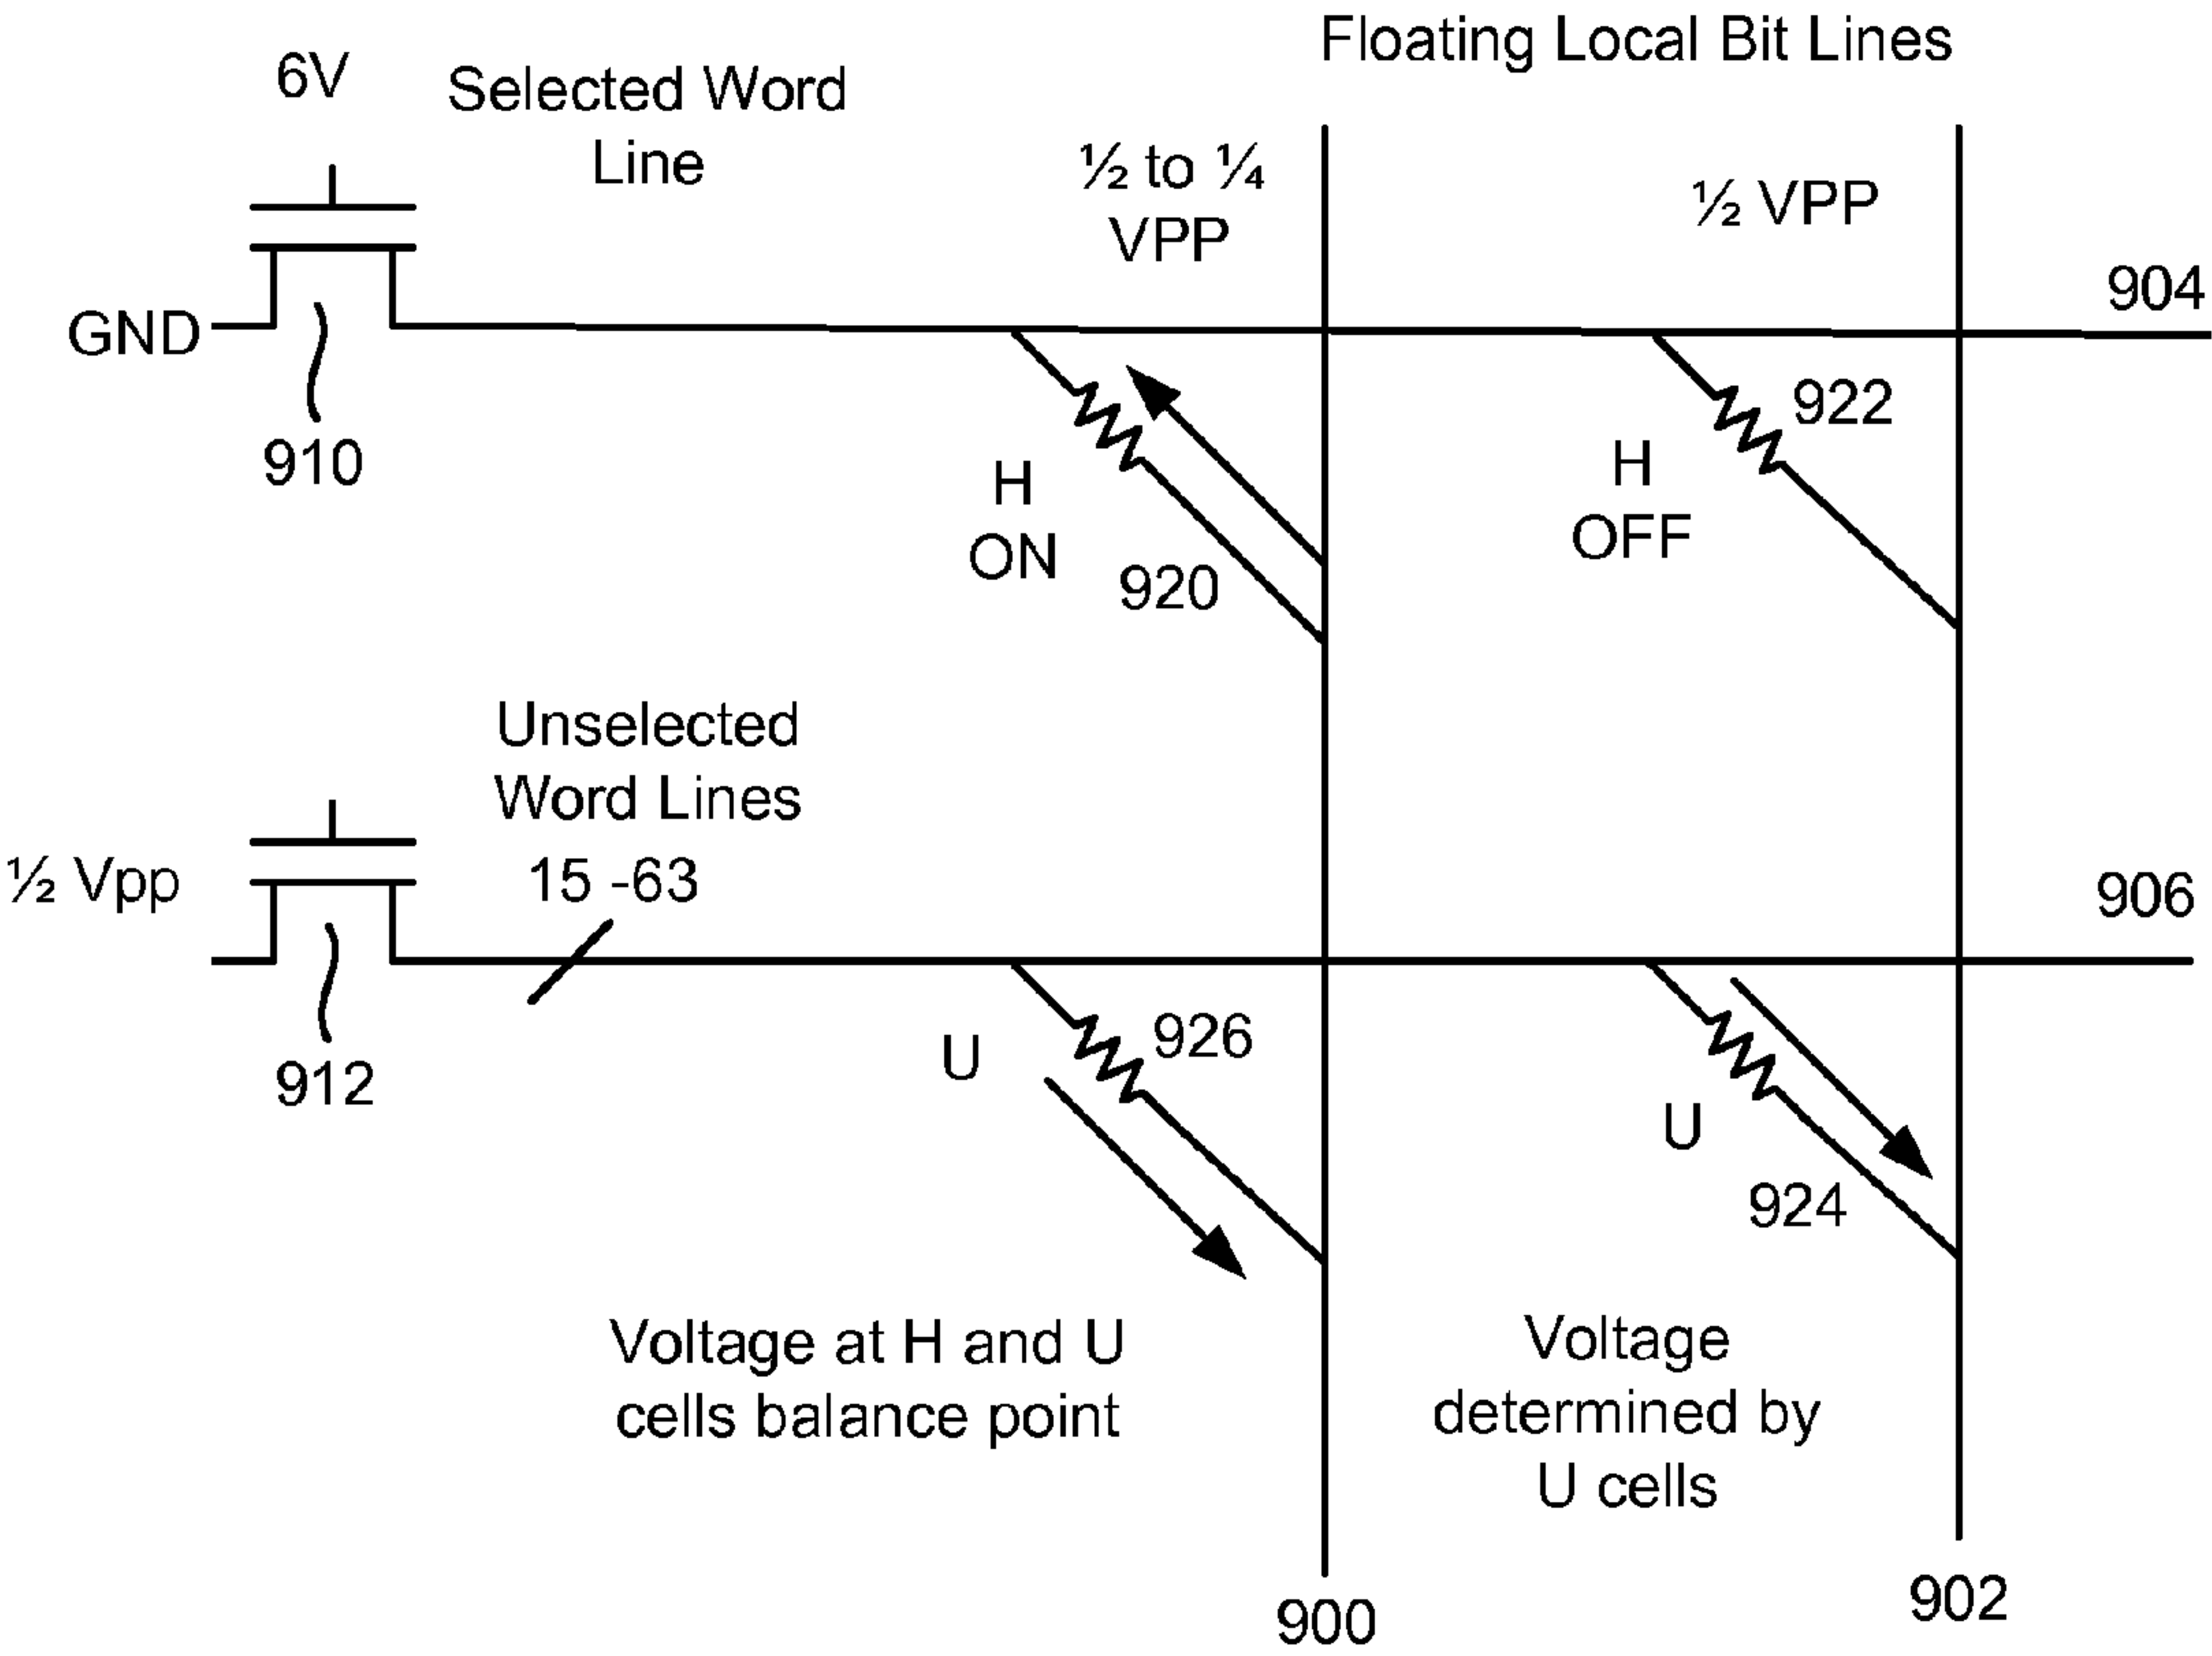 Floating Local Bit Lines
6V
Selected Word
Line
½ to ¼
VPP
½ VPP
904
GND
910
H
ON
920
922
H
OFF
Unselected
Word Lines
15 -63
½ Vpp
906
912
U
926
U
924
Voltage at H and U
cells balance point
Voltage
determined by
U cells
900
902